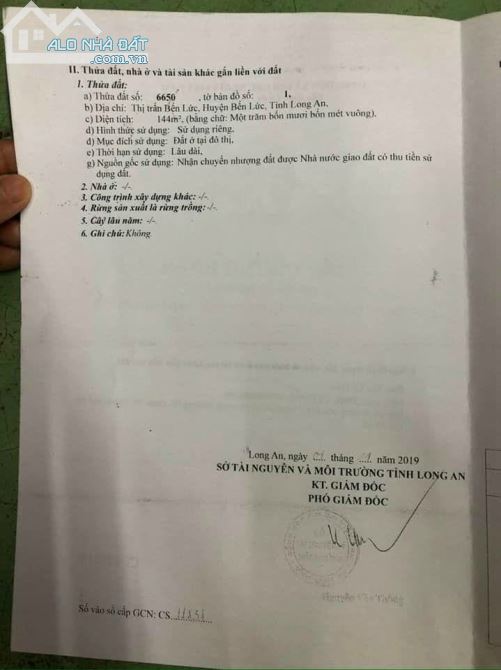 ALO NHÀ ĐẤT
.com.vn
II. Thửa đất, nhà ở và tài sản khác gắn liền với đất
1. Thửa đất:
a) Thửa đất số: 6650, tờ bản đồ số: 1,
b) Địa chỉ: Thị trấn Bến Lức, Huyện Bến Lức, Tỉnh Long An,
c) Diện tích: 144m², (bằng chữ: Một trăm bốn mươi bốn mét vuông),
d) Hình thức sử dụng: Sử dụng riêng,
đ) Mục đích sử dụng: Đất ở tại đô thị,
e) Thời hạn sử dụng: Lâu dài,
g) Nguồn gốc sử dụng: Nhận chuyển nhượng đất được Nhà nước giao đất có thu tiền sử
dụng đất.
2. Nhà ở: -/-
3. Công trình xây dựng khác: -/-
4. Rừng sản xuất là rừng trồng: -/-
5. Cây lâu năm: -/-
6. Ghi chú: Không
Long An, ngày tháng năm 2019
SỞ TÀI NGUYÊN VÀ MÔI TRƯỜNG TỈNH LONG AN
KT. GIÁM ĐỐC
PHÓ GIÁM ĐỐC
Nguyễn Văn
Số vào sổ cấp GCN: CS